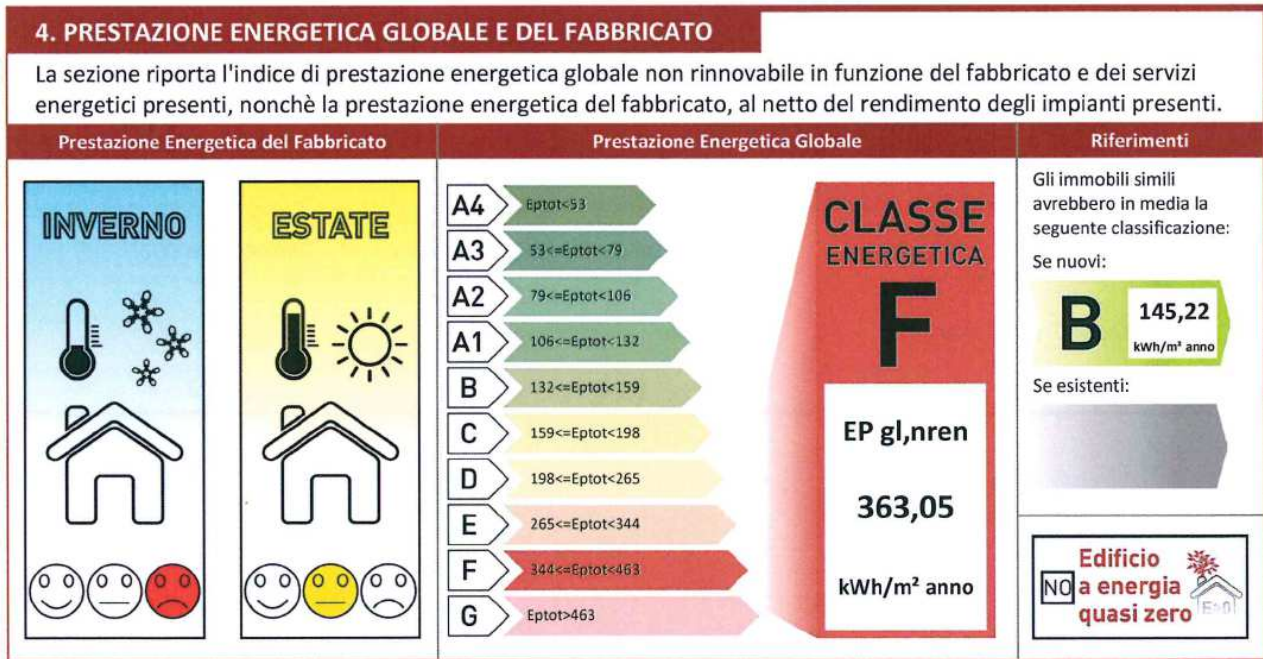 4. PRESTAZIONE ENERGETICA GLOBALE E DEL FABBRICATO
La sezione riporta l'indice di prestazione energetica globale non rinnovabile in funzione del fabbricato e dei servizi
energetici presenti, nonchè la prestazione energetica del fabbricato, al netto del rendimento degli impianti presenti.
Prestazione Energetica del Fabbricato
INVERNO
ESTATE
Prestazione Energetica Globale
A4 Eptot<53
A3 53<=Eptot<79
A2 79<=Eptot<106
A1 106<=Eptot<132
B 132<=Eptot<159
C 159<=Eptot<198
D 198<=Eptot<265
E 265<=Eptot<344
F 344<=Eptot<463
G Eptot>463
CLASSE
ENERGETICA
F
EP gl,nren
363,05
kWh/m² anno
Riferimenti
Gli immobili simili
avrebbero in media la
seguente classificazione:
Se nuovi:
B 145,22
kWh/m² anno
Se esistenti:
NO
Edificio
a energia
quasi zero